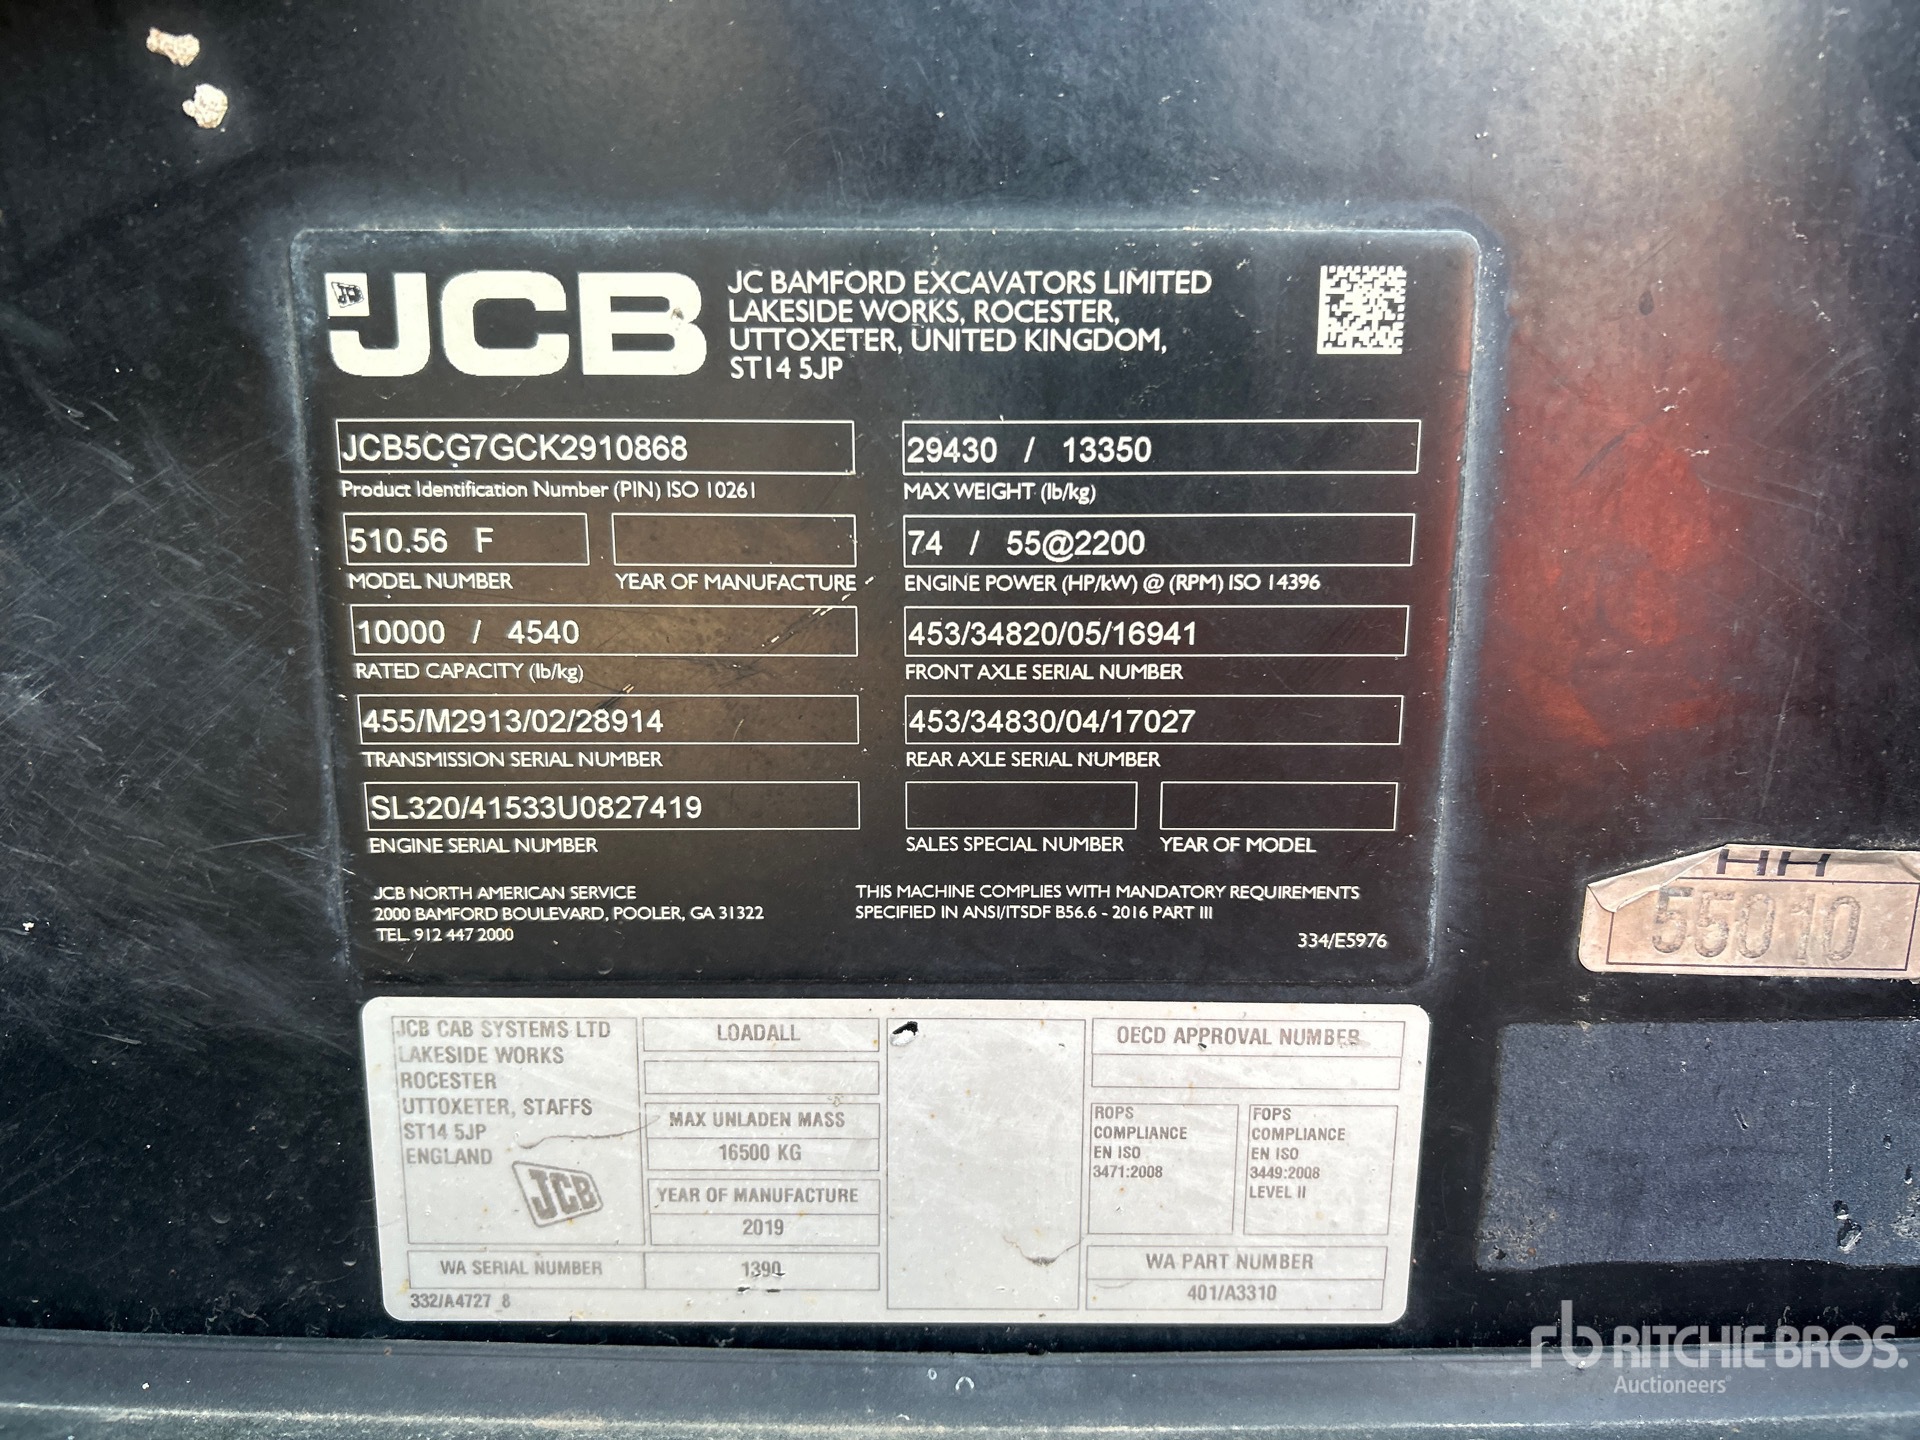 JCB
JC BAMFORD EXCAVATORS LIMITED
LAKESIDE WORKS, ROCESTER,
UTTOXETER, UNITED KINGDOM,
ST14 5JP
JCB5CG7GCK2910868
Product Identification Number (PIN) ISO 10261
510.56 F
MODEL NUMBER
YEAR OF MANUFACTURE
10000 / 4540
RATED CAPACITY (lb/kg)
455/M2913/02/28914
TRANSMISSION SERIAL NUMBER
SL320/41533U0827419
ENGINE SERIAL NUMBER
29430 / 13350
MAX WEIGHT (lb/kg)
74 / 55@2200
ENGINE POWER (HP/kW) @ (RPM) ISO 14396
453/34820/05/16941
FRONT AXLE SERIAL NUMBER
453/34830/04/17027
REAR AXLE SERIAL NUMBER
SALES SPECIAL NUMBER
YEAR OF MODEL
JCB NORTH AMERICAN SERVICE
2000 BAMFORD BOULEVARD, POOLER, GA 31322
TEL. 912 447 2000
THIS MACHINE COMPLIES WITH MANDATORY REQUIREMENTS
SPECIFIED IN ANSI/ITSDF B56.6 - 2016 PART III
334/E5976
HH
55010
JCB CAB SYSTEMS LTD
LAKESIDE WORKS
ROCESTER
UTTOXETER, STAFFS
ST14 5JP
ENGLAND
JCB
LOADALL
MAX UNLADEN MASS
16500 KG
YEAR OF MANUFACTURE
2019
WA SERIAL NUMBER
1390
332/A4727_8
OECD APPROVAL NUMBER
ROPS
COMPLIANCE
EN ISO
3471:2008
FOPS
COMPLIANCE
EN ISO
3449:2008
LEVEL II
WA PART NUMBER
401/A3310
rb RITCHIE BROS.
Auctioneers